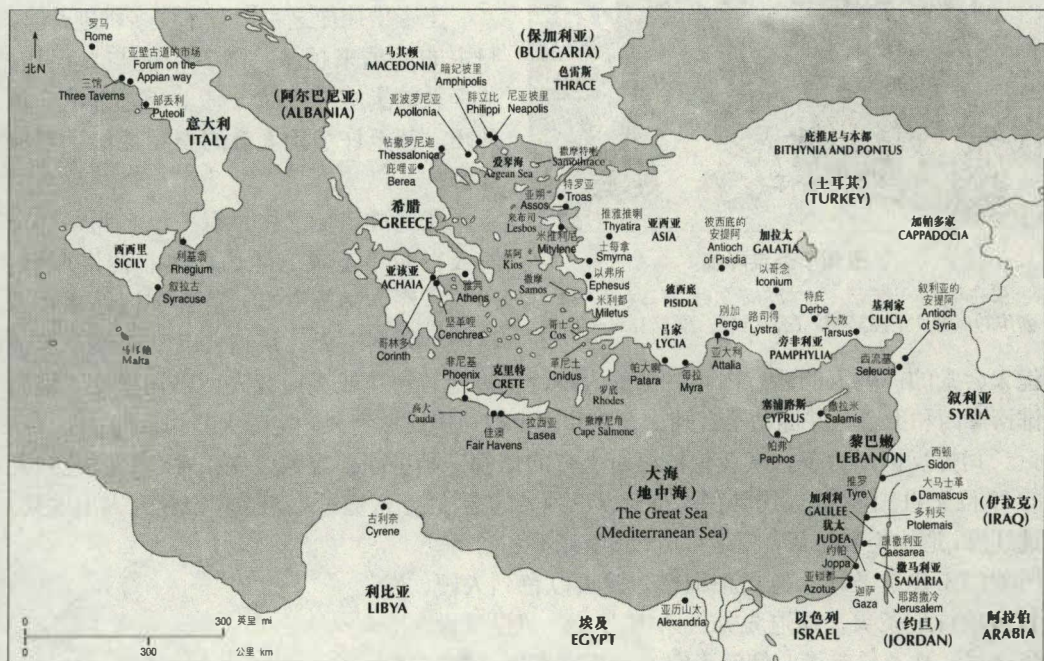 罗马
Rome
北N
亚壁古道的市场
Forum on the
Appian way
三馆
Three Taverns
部丢利
Puteoli
意大利
ITALY
(阿尔巴尼亚)
(ALBANIA)
马其顿
MACEDONIA
(保加利亚)
(BULGARIA)
色雷斯
THRACE
暗妃坡里
Amphipolis
亚波罗尼亚
Apollonia
腓立比
Philippi
尼亚坡里
Neapolis
帖撒罗尼迦
Thessalonica
庇哩亚
Berea
爱琴海
Aegean Sea
撒摩特喇
Samothrace
庇推尼与本都
BITHYNIA AND PONTUS
(土耳其)
(TURKEY)
特罗亚
Troas
亚朔
Assos
米推利尼
Mitylene
Lesbos
推雅推喇
Thyatira
亚西亚
ASIA
彼西底的
安提阿
Antioch
of Pisidia
加拉太
GALATIA
加帕多家
CAPPADOCIA
希腊
GREECE
基阿
Kios
士每拿
Smyrna
以弗所
Ephesus
撒摩
Samos
米利都
Miletus
彼西底
PISIDIA
以哥念
Iconium
路司得
Lystra
特庇
Derbe
大数
Tarsus
基利家
CILICIA
叙利亚的
安提阿
Antioch
of Syria
西西里
SICILY
利基翁
Rhegium
叙拉古
Syracuse
Malta
亚该亚
ACHAIA
雅典
Athens
坚革哩
Cenchrea
哥林多
Corinth
哥士
Cos
革尼土
Cnidus
罗底
Rhodes
吕家
LYCIA
帕大喇
Patara
每拉
Myra
别加
Perga
亚大利
Attalia
旁非利亚
PAMPHYLIA
西流基
Seleucia
叙利亚
SYRIA
非尼基
Phoenix
克里特
CRETE
高大
Cauda
佳澳
Fair Havens
拉西亚
Lasea
撒摩尼角
Cape Salmone
塞浦路斯
CYPRUS
撒拉米
Salamis
帕弗
Paphos
黎巴嫩
LEBANON
西顿
Sidon
推罗
Tyre
大马士革
Damascus
(伊拉克)
(IRAQ)
加利利
GALILEE
多利买
Ptolemais
犹太
JUDEA
凯撒利亚
Caesarea
约帕
Joppa
撒马利亚
SAMARIA
亚锁都
Azotus
迦萨
Gaza
耶路撒冷
Jerusalem
以色列
ISRAEL
(约旦)
(JORDAN)
阿拉伯
ARABIA
大海
(地中海)
The Great Sea
(Mediterranean Sea)
古利奈
Cyrene
利比亚
LIBYA
埃及
EGYPT
亚历山太
Alexandria
0 300 英里 mi
0 300 公里 km